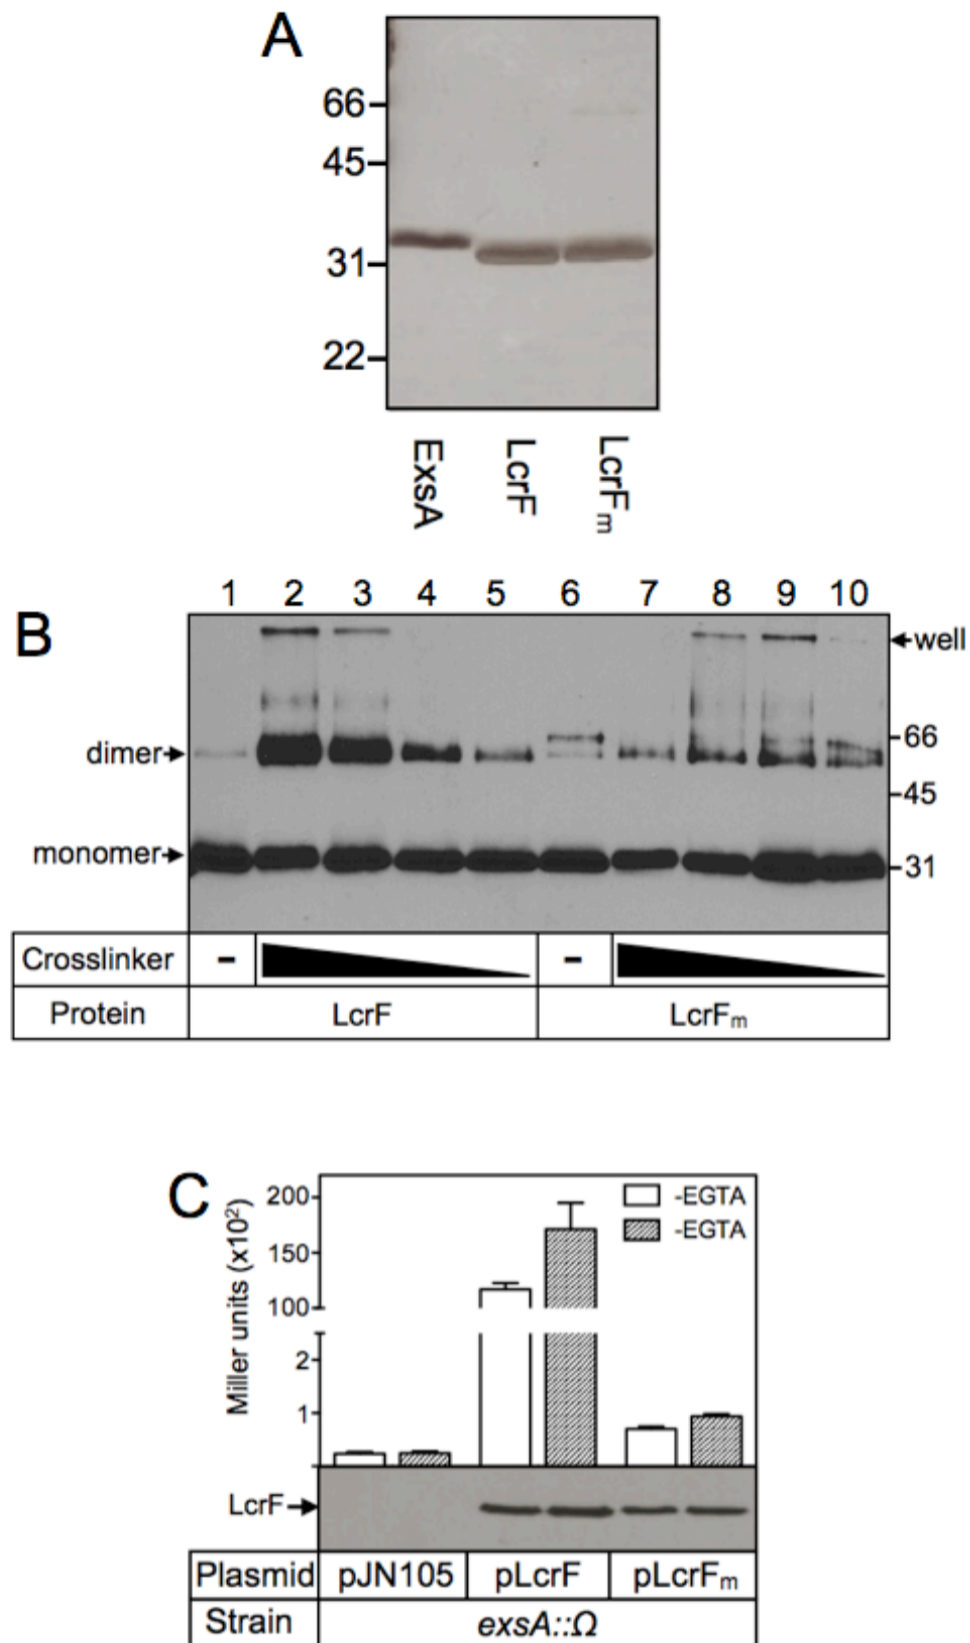 A
66
45
31
22
ExsA
LcrF
LcrFₘ
B
1 2 3 4 5 6 7 8 9 10
well
dimer
66
45
monomer
31
Crosslinker - -
Protein LcrF LcrFₘ
C
Miller units (x10²)
200
150
100
2
1
-EGTA
-EGTA
LcrF
Plasmid pJN105 pLcrF pLcrFₘ
Strain exsA::Ω